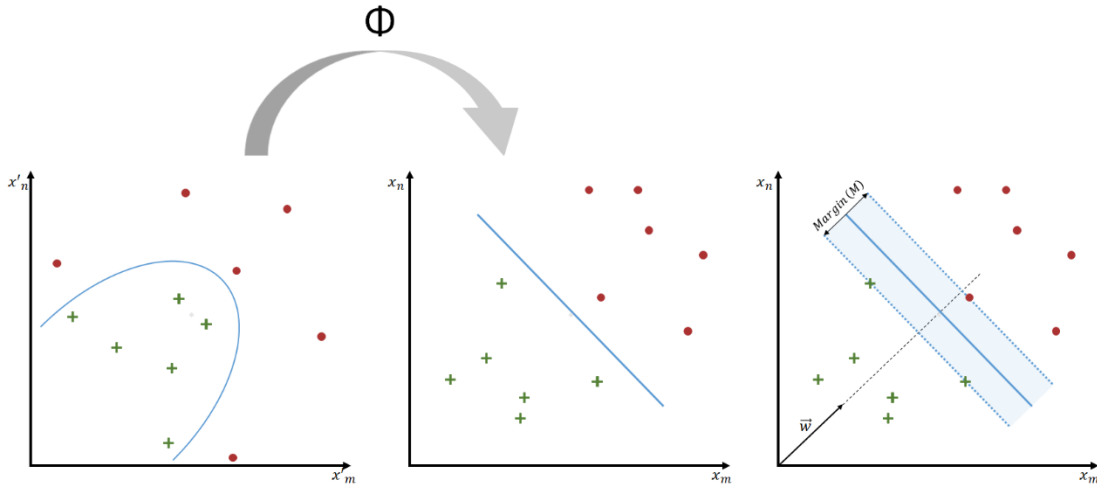 Φ
x'ₙ
x'ₘ
xₙ
xₘ
xₙ
Margin (M)
w⃗
xₘ